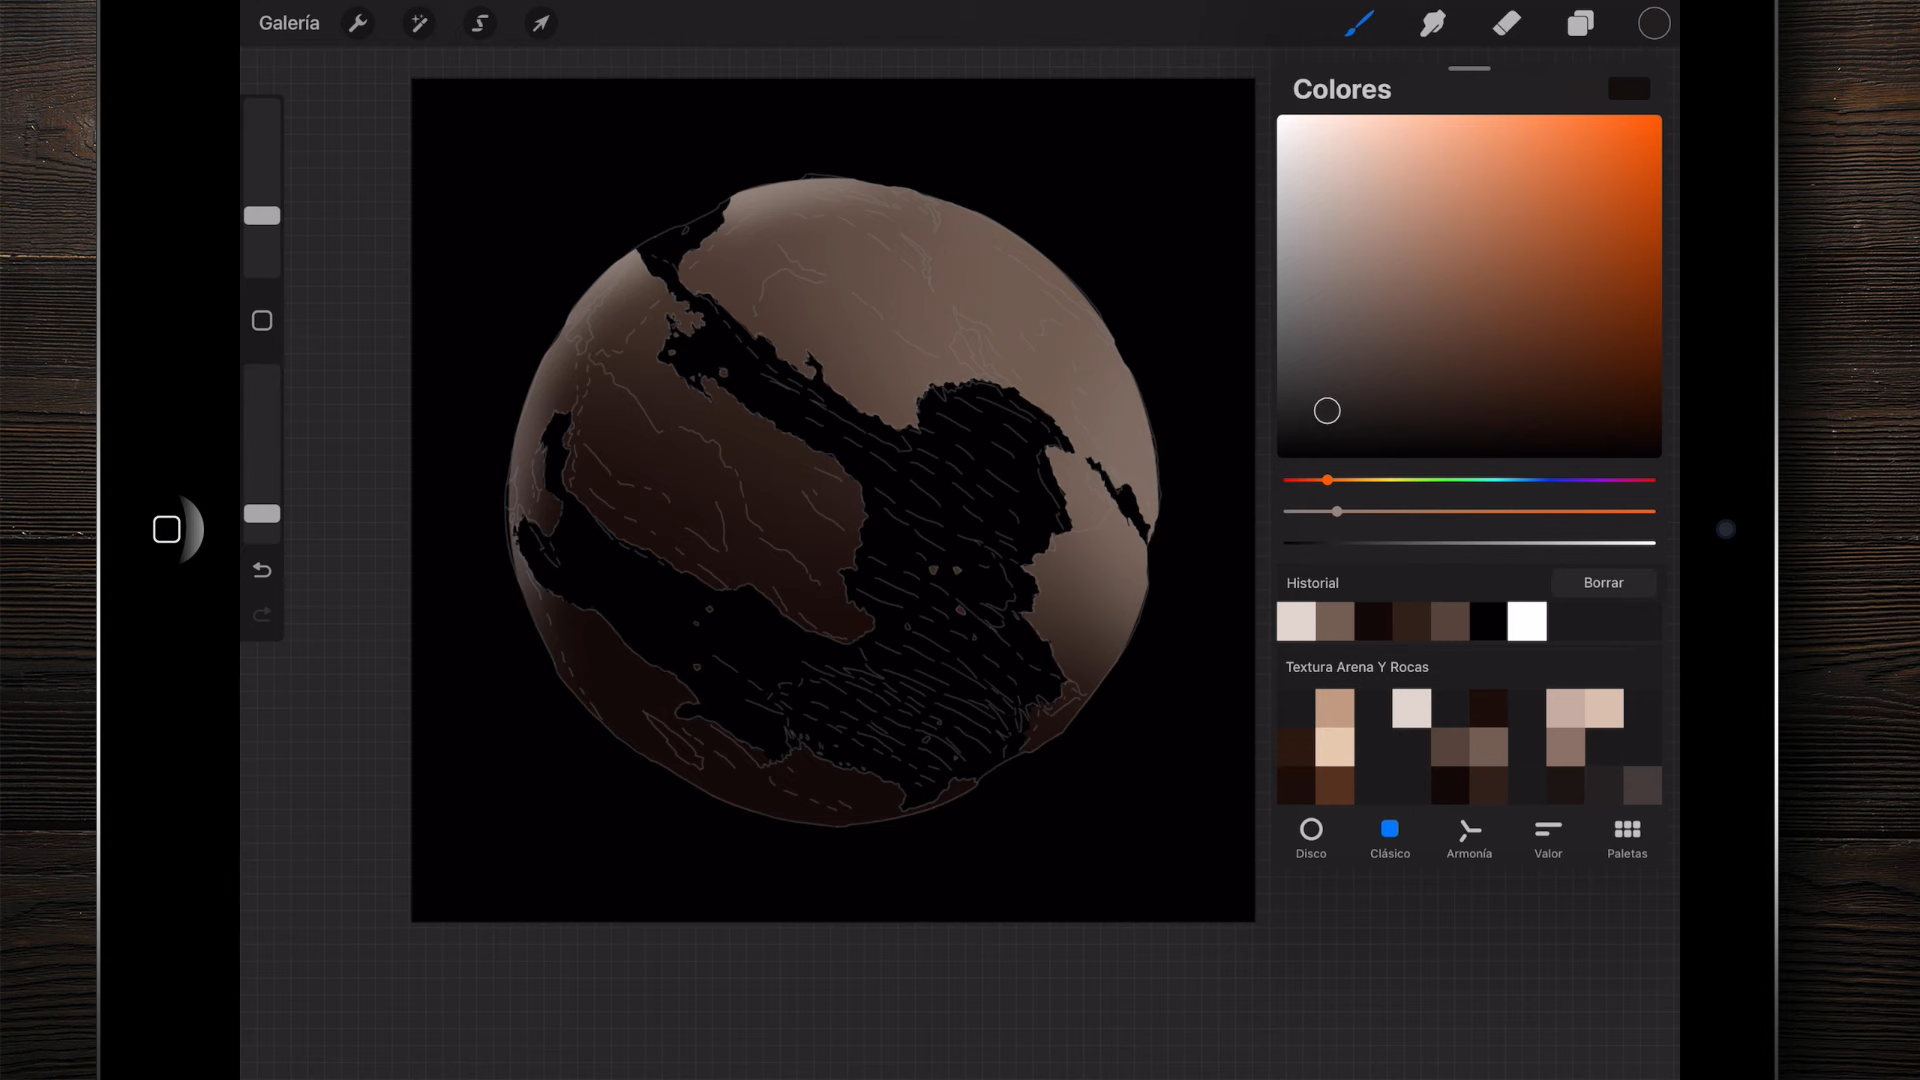 Galería
Colores
Historial
Borrar
Textura Arena Y Rocas
Disco
Clásico
Armonía
Valor
Paletas